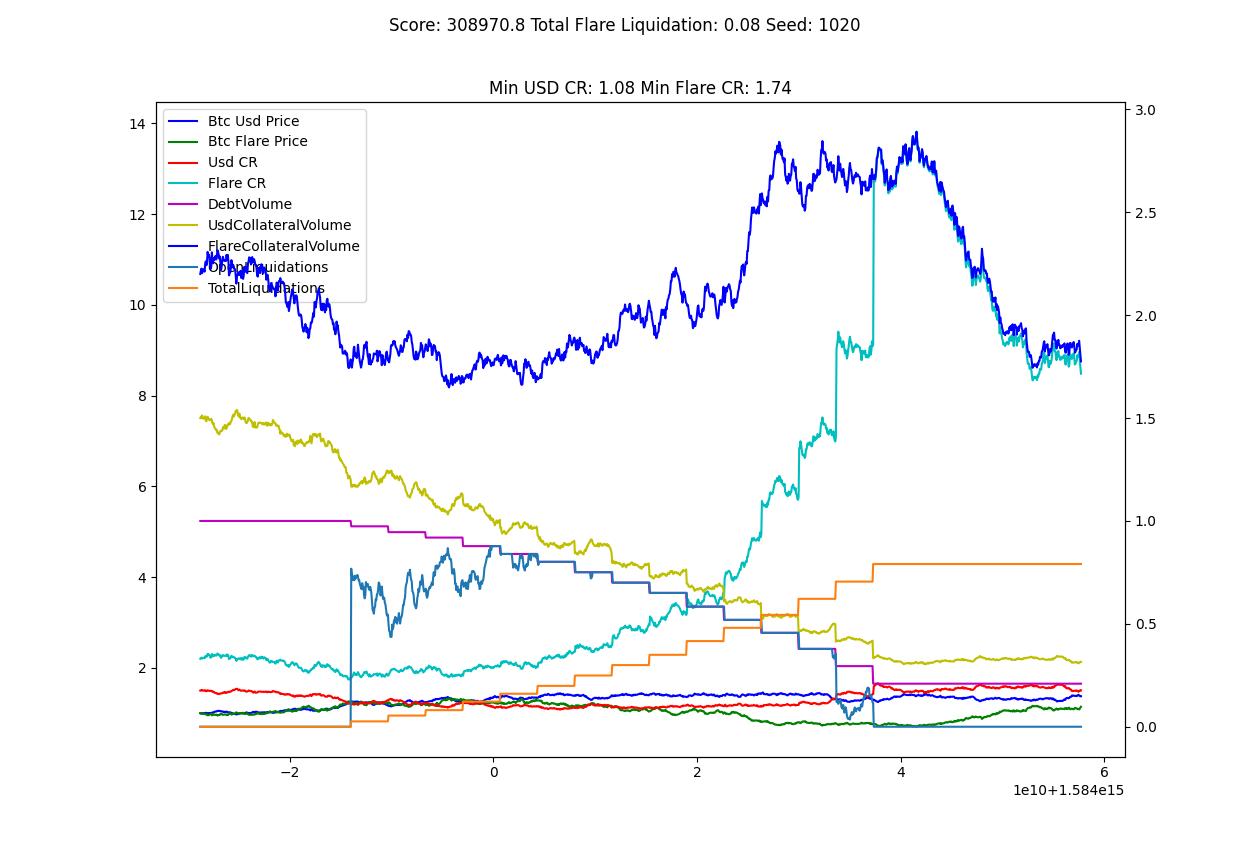 Score: 308970.8 Total Flare Liquidation: 0.08 Seed: 1020
Min USD CR: 1.08 Min Flare CR: 1.74
Btc Usd Price
Btc Flare Price
Usd CR
Flare CR
DebtVolume
UsdCollateralVolume
FlareCollateralVolume
OpenLiquidations
TotalLiquidations
14
12
10
8
6
4
2
3.0
2.5
2.0
1.5
1.0
0.5
0.0
−2 0 2 4 6
1e10+1.584e15